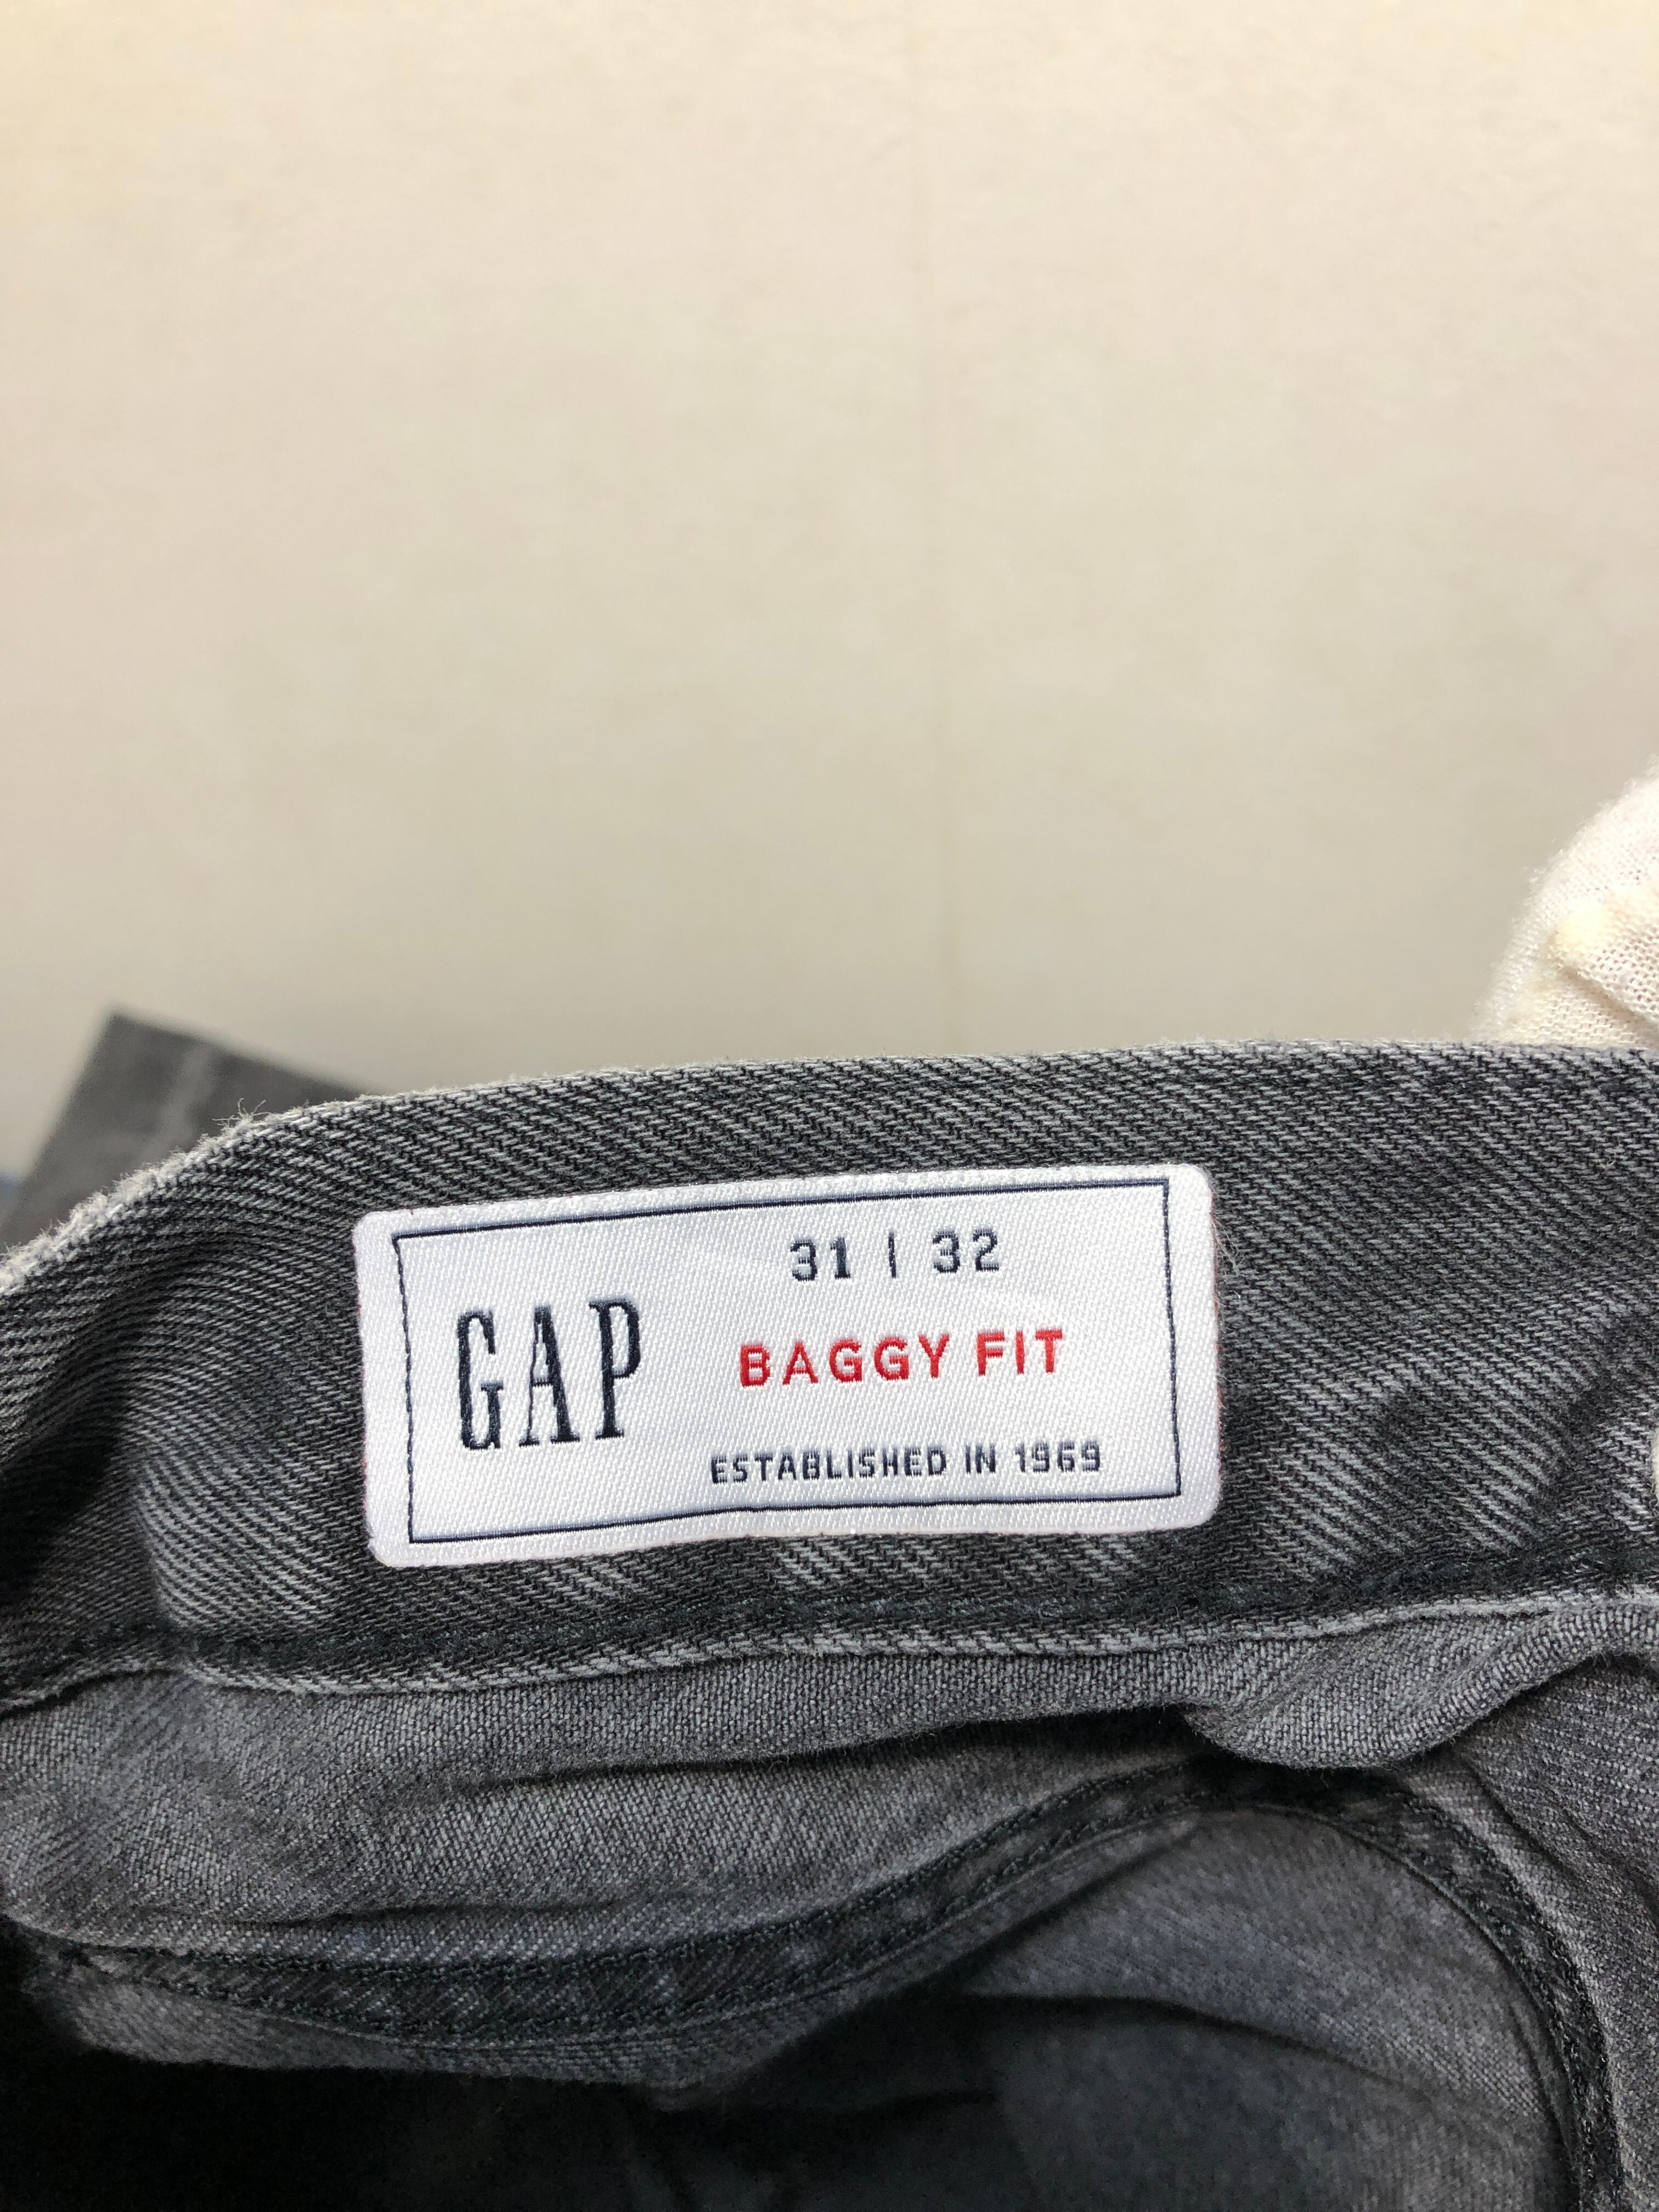 GAP
31 | 32
BAGGY FIT
ESTABLISHED IN 1969